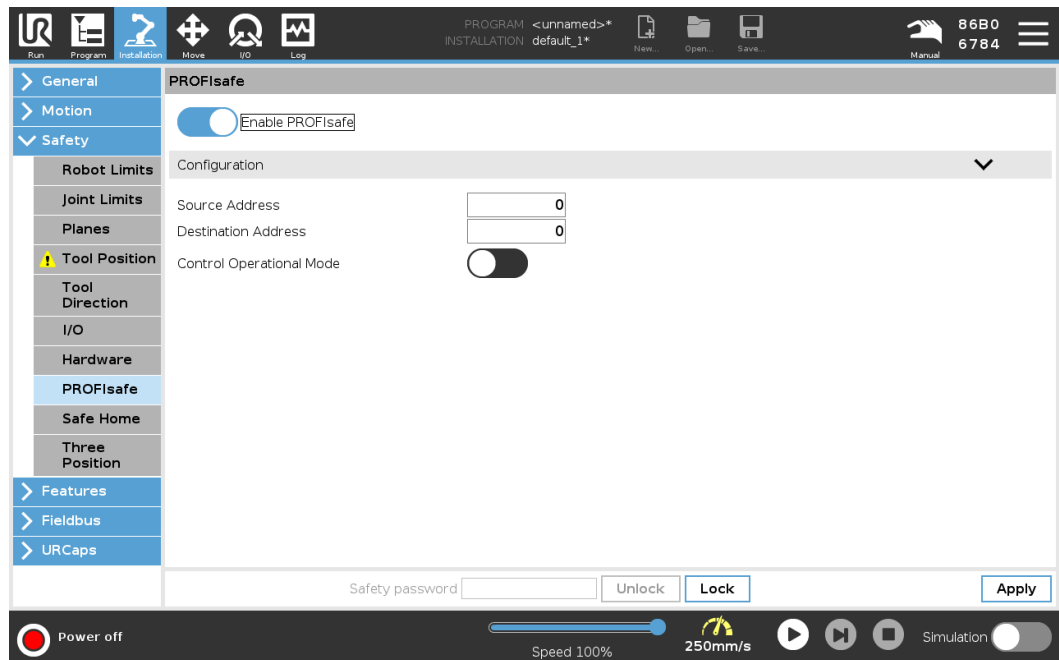 PROGRAM <unnamed>*
INSTALLATION default_1*
Run
Program
Installation
Move
I/O
Log
New...
Open...
Save...
Manual
86B0
6784
General
Motion
Safety
Robot Limits
Joint Limits
Planes
Tool Position
Tool
Direction
I/O
Hardware
PROFIsafe
Safe Home
Three
Position
Features
Fieldbus
URCaps
PROFIsafe
Enable PROFIsafe
Configuration
Source Address 0
Destination Address 0
Control Operational Mode
Safety password Unlock Lock Apply
Power off
Speed 100%
250mm/s
Simulation